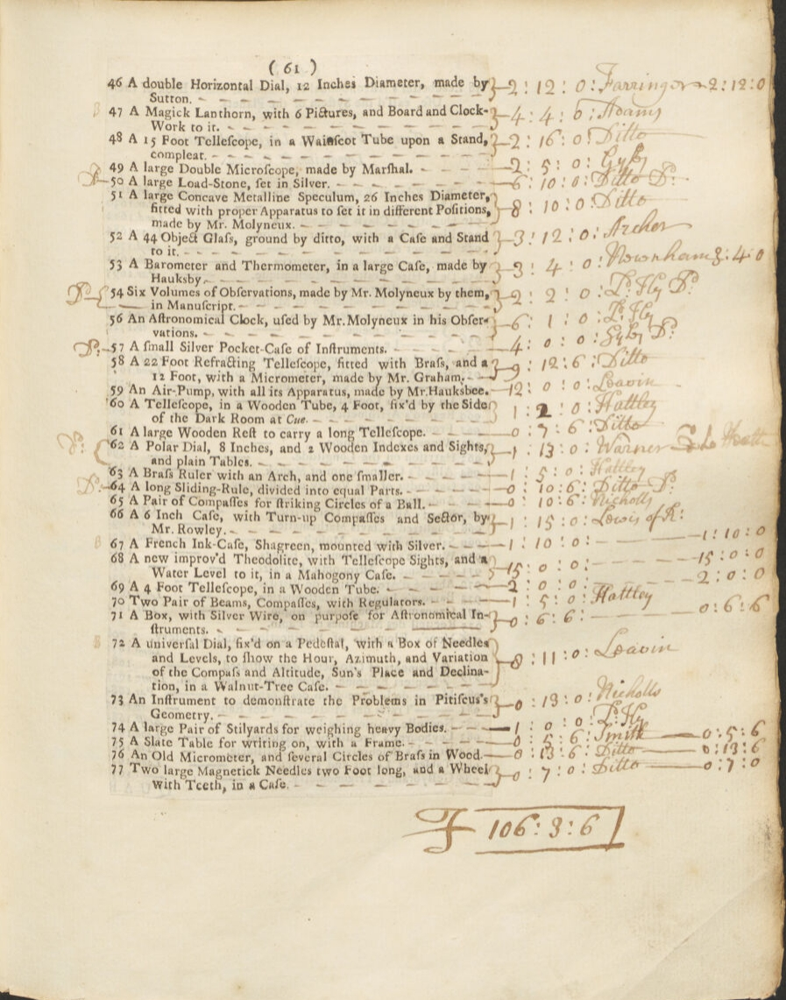 ( 61 )
46 A double Horizontal Dial, 12 Inches Diameter, made by 2 : 12 : 0 : Farringdon 2 : 12 : 0
Sutton.
47 A Magick Lanthorn, with 6 Pictures, and Board and Clock- 4 : 4 : 0 : Adams
Work to it.
48 A 15 Foot Tellescope, in a Wainscot Tube upon a Stand, 2 : 16 : 0 : Ditto
compleat.
49 A large Double Microscope, made by Marshal. 2 : 5 : 0 :
50 A large Load-Stone, set in Silver. 6 : 10 : 0 : Ditto D:
51 A large Concave Metalline Speculum, 26 Inches Diameter, 8 : 10 : 0 : Ditto
fitted with proper Apparatus to set it in different Positions,
made by Mr. Molyneux.
52 A 44 Object Glass, ground by ditto, with a Case and Stand 3 : 12 : 0 : Archer
to it.
53 A Barometer and Thermometer, in a large Case, made by 3 : 4 : 0 : 3 : 4 : 0
Hauksby.
54 Six Volumes of Observations, made by Mr. Molyneux by them, 2 : 2 : 0 :
in Manuscript.
56 An Astronomical Clock, used by Mr. Molyneux in his Obser- 6 : 1 : 0 :
vations.
57 A small Silver Pocket-Case of Instruments. 4 : 0 : 0 :
58 A 22 Foot Refracting Tellescope, fitted with Brass, and a 9 : 12 : 6 : Ditto
12 Foot, with a Micrometer, made by Mr. Graham.
59 An Air-Pump, with all its Apparatus, made by Mr. Hauksbee. 12 : 0 : 0 : Leavin
60 A Tellescope, in a Wooden Tube, 4 Foot, fix'd by the Side 1 : 2 : 0 : Hattley
of the Dark Room at Cue.
61 A large Wooden Rest to carry a long Tellescope. 0 : 7 : 6 : Ditto
62 A Polar Dial, 8 Inches, and 2 Wooden Indexes and Sights, 1 : 13 : 0 : Warner
and plain Tables.
63 A Brass Ruler with an Arch, and one smaller. 1 : 5 : 0 : Hattley
64 A long Sliding-Rule, divided into equal Parts. 0 : 10 : 6 : Ditto D:
65 A Pair of Compasses for striking Circles of a Ball. 0 : 10 : 6 : Nicholls
66 A 6 Inch Case, with Turn-up Compasses and Sector, by 1 : 15 : 0 : Lewis of R:
Mr. Rowley.
67 A French Ink-Case, Shagreen, mounted with Silver. 1 : 10 : 0 : 1 : 10 : 0
68 A new improv'd Theodolite, with Tellescope Sights, and a 15 : 0 : 0 : 15 : 0 : 0
Water Level to it, in a Mahogony Case.
69 A 4 Foot Tellescope, in a Wooden Tube. 2 : 0 : 0 : 2 : 0 : 0
70 Two Pair of Beams, Compasses, with Regulators. 1 : 5 : 0 : Hattley
71 A Box, with Silver Wire, on purpose for Astronomical In- 0 : 6 : 6 : 0 : 6 : 6
struments.
72 A universal Dial, fix'd on a Pedestal, with a Box of Needles 8 : 11 : 0 : Leavin
and Levels, to show the Hour, Azimuth, and Variation
of the Compass and Altitude, Sun's Place and Declina-
tion, in a Walnut-Tree Case.
73 An Instrument to demonstrate the Problems in Pitiscus's 0 : 13 : 0 : Nicholls
Geometry.
74 A large Pair of Stilyards for weighing heavy Bodies. 1 : 0 : 0 :
75 A Slate Table for writing on, with a Frame. 0 : 5 : 6 : Smith 0 : 5 : 6
76 An Old Micrometer, and several Circles of Brass in Wood. 0 : 13 : 6 : Ditto 0 : 13 : 6
77 Two large Magnetick Needles two Foot long, and a Wheel 0 : 7 : 0 : Ditto 0 : 7 : 0
with Teeth, in a Case.
106 : 3 : 6